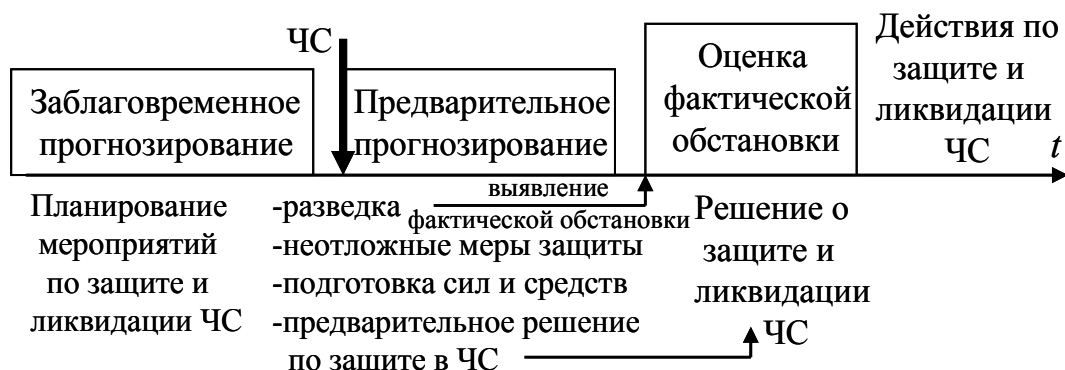 ЧС
Заблаговременное
прогнозирование
Предварительное
прогнозирование
Оценка
фактической
обстановки
Действия по
защите и
ликвидации
ЧС
t
Планирование
мероприятий
по защите и
ликвидации ЧС
-разведка
выявление
фактической обстановки
-неотложные меры защиты
-подготовка сил и средств
-предварительное решение
по зашите в ЧС
Решение о
защите и
ликвидации
ЧС